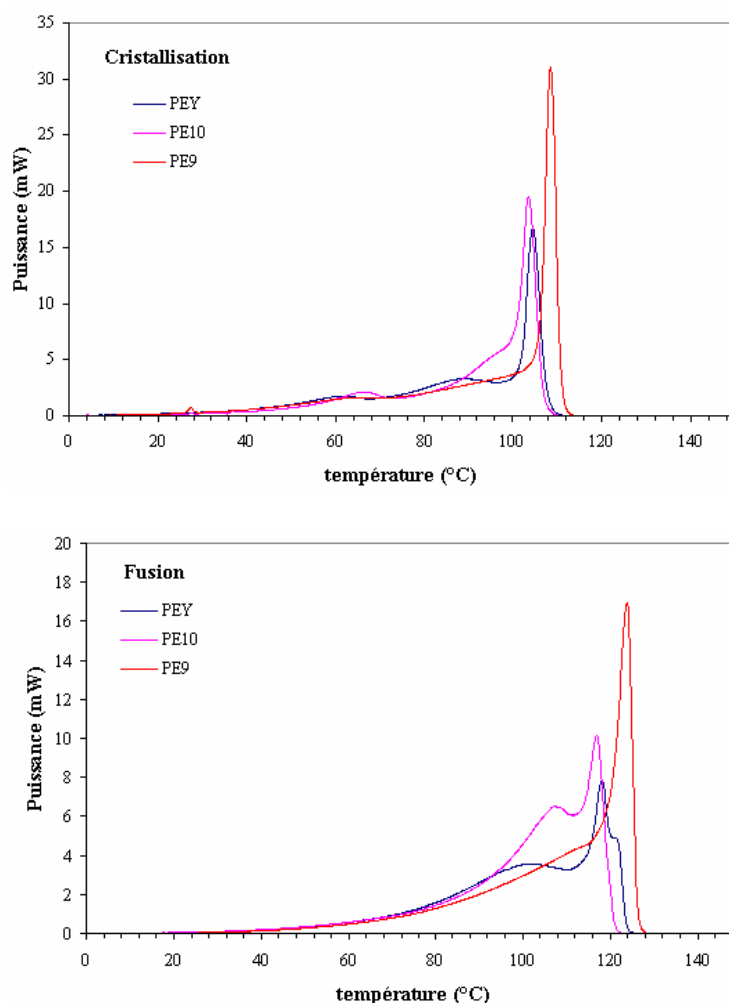 Cristallisation
PEY
PE10
PE9
Puissance (mW)
35
30
25
20
15
10
5
0
0 20 40 60 80 100 120 140
température (°C)
Fusion
PEY
PE10
PE9
Puissance (mW)
20
18
16
14
12
10
8
6
4
2
0
0 20 40 60 80 100 120 140
température (°C)